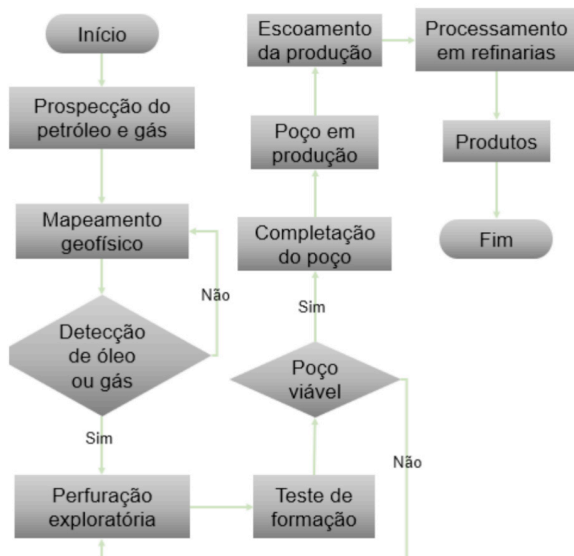 Início
Prospecção do
petróleo e gás
Mapeamento
geofísico
Não
Detecção
de óleo
ou gás
Sim
Perfuração
exploratória
Teste de
formação
Poço
viável
Não
Sim
Completação
do poço
Poço em
produção
Escoamento
da produção
Processamento
em refinarias
Produtos
Fim